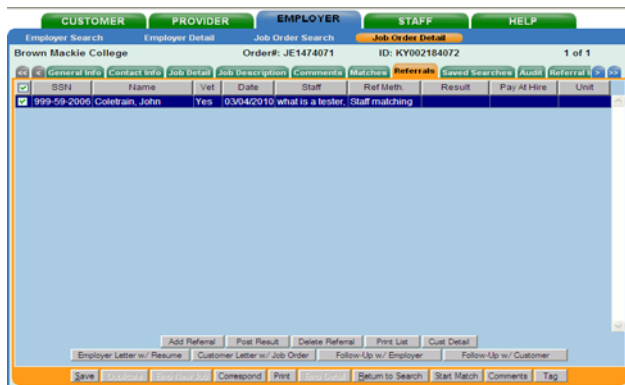 CUSTOMER PROVIDER EMPLOYER STAFF HELP
Employer Search Employer Detail Job Order Search Job Order Detail
Brown Mackie College Order#: JE1474071 ID: KY002184072 1 of 1
<< < General Info Contact Info Job Detail Job Description Comments Matches Referrals Saved Searches Audit Referral L > >>
SSN Name Vet Date Staff Ref Meth. Result Pay At Hire Unit
999-59-2006 Coletrain, John Yes 03/04/2010 what is a tester, Staff matching
Add Referral Post Result Delete Referral Print List Cust Detail
Employer Letter w/ Resume Customer Letter w/ Job Order Follow-Up w/ Employer Follow-Up w/ Customer
Save Correspond Print Return to Search Start Match Comments Tag